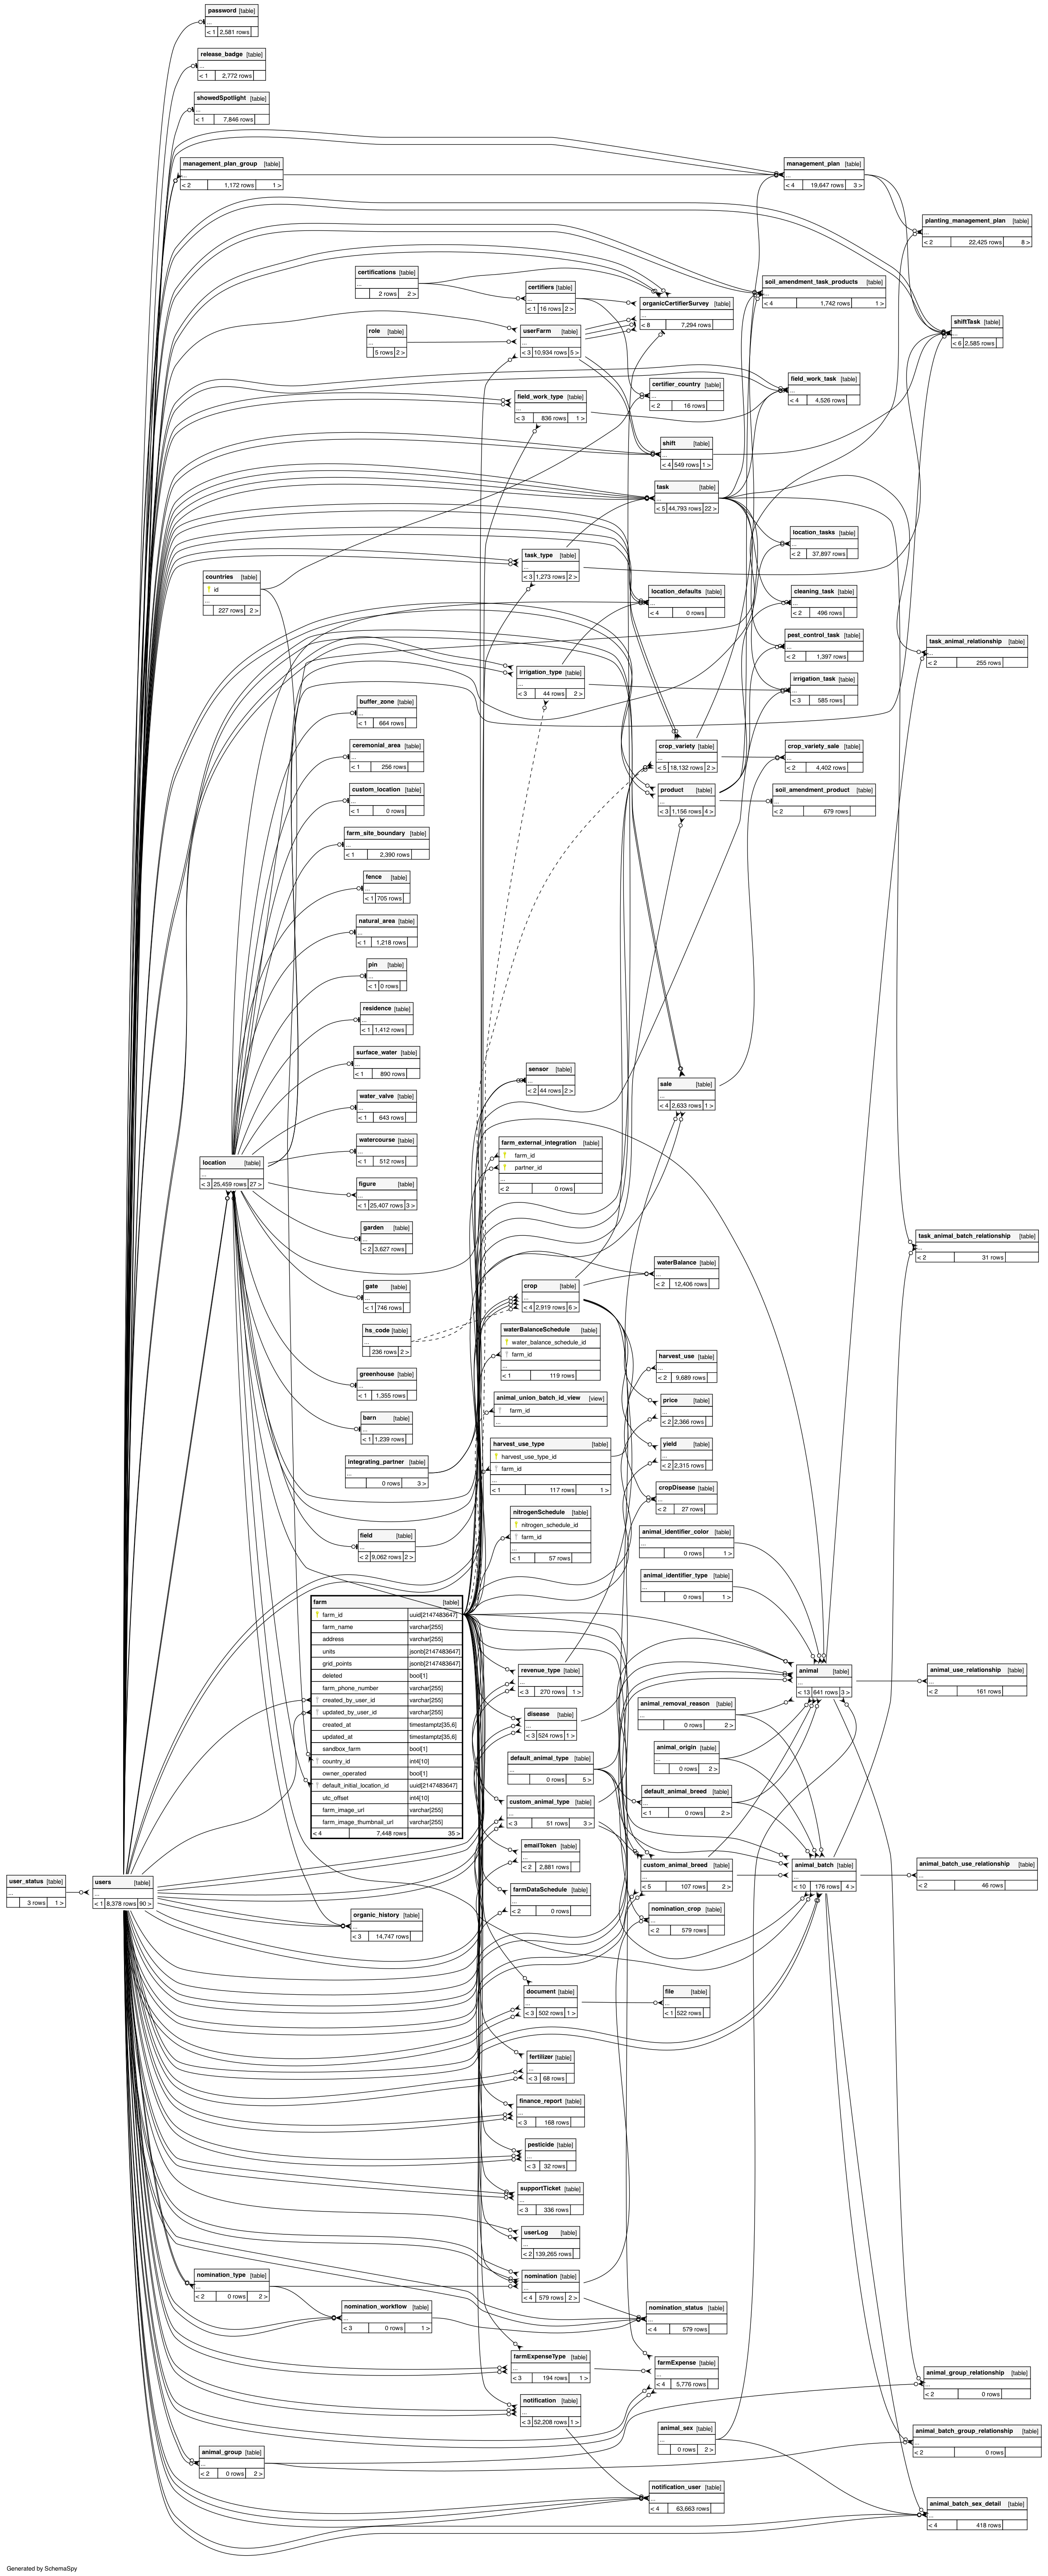 password [table]
...
< 1 2,581 rows
release_badge [table]
...
< 1 2,772 rows
showedSpotlight [table]
...
< 1 7,846 rows
management_plan_group [table]
...
< 2 1,172 rows 1 >
management_plan [table]
...
< 4 19,647 rows 3 >
planting_management_plan [table]
...
< 2 22,425 rows 8 >
certifications [table]
...
2 rows 2 >
certifiers [table]
...
< 1 16 rows 2 >
soil_amendment_task_products [table]
...
< 4 1,742 rows 1 >
organicCertifierSurvey [table]
...
< 8 7,294 rows
shiftTask [table]
...
< 6 2,585 rows
role [table]
...
5 rows 2 >
userFarm [table]
...
< 3 10,934 rows 5 >
field_work_task [table]
...
< 4 4,526 rows
certifier_country [table]
...
< 2 16 rows
field_work_type [table]
...
< 3 836 rows 1 >
shift [table]
...
< 4 549 rows 1 >
task [table]
...
< 5 44,793 rows 22 >
location_tasks [table]
...
< 2 37,897 rows
task_type [table]
...
< 3 1,273 rows 2 >
countries [table]
id
...
227 rows 2 >
location_defaults [table]
...
< 4 0 rows
cleaning_task [table]
...
< 2 496 rows
pest_control_task [table]
...
< 2 1,397 rows
task_animal_relationship [table]
...
< 2 255 rows
irrigation_type [table]
...
< 3 44 rows 2 >
irrigation_task [table]
...
< 3 585 rows
buffer_zone [table]
...
< 1 664 rows
ceremonial_area [table]
...
< 1 256 rows
crop_variety [table]
...
< 5 18,132 rows 2 >
crop_variety_sale [table]
...
< 2 4,402 rows
custom_location [table]
...
< 1 0 rows
product [table]
...
< 3 1,156 rows 4 >
soil_amendment_product [table]
...
< 2 679 rows
farm_site_boundary [table]
...
< 1 2,390 rows
fence [table]
...
< 1 705 rows
natural_area [table]
...
< 1 1,218 rows
pin [table]
...
< 1 0 rows
residence [table]
...
< 1 1,412 rows
surface_water [table]
...
< 1 890 rows
sensor [table]
...
< 2 44 rows 2 >
sale [table]
...
< 4 2,633 rows 1 >
water_valve [table]
...
< 1 643 rows
watercourse [table]
...
< 1 512 rows
farm_external_integration [table]
farm_id
partner_id
...
< 2 0 rows
location [table]
...
< 3 25,459 rows 27 >
figure [table]
...
< 1 25,407 rows 3 >
garden [table]
...
< 2 3,627 rows
task_animal_batch_relationship [table]
...
< 2 31 rows
waterBalance [table]
...
< 2 12,406 rows
gate [table]
...
< 1 746 rows
crop [table]
...
< 4 2,919 rows 6 >
hs_code [table]
...
236 rows 2 >
waterBalanceSchedule [table]
water_balance_schedule_id
farm_id
...
< 1 119 rows
harvest_use [table]
...
< 2 9,689 rows
greenhouse [table]
...
< 1 1,355 rows
animal_union_batch_id_view [view]
farm_id
...
price [table]
...
< 2 2,366 rows
barn [table]
...
< 1 1,239 rows
harvest_use_type [table]
harvest_use_type_id
farm_id
...
< 1 117 rows 1 >
yield [table]
...
< 2 2,315 rows
integrating_partner [table]
...
0 rows 3 >
cropDisease [table]
...
< 2 27 rows
nitrogenSchedule [table]
nitrogen_schedule_id
farm_id
...
< 1 57 rows
field [table]
...
< 2 9,062 rows 2 >
animal_identifier_color [table]
...
0 rows 1 >
animal_identifier_type [table]
...
0 rows 1 >
farm [table]
farm_id uuid[2147483647]
farm_name varchar[255]
address varchar[255]
units jsonb[2147483647]
grid_points jsonb[2147483647]
deleted bool[1]
farm_phone_number varchar[255]
created_by_user_id varchar[255]
updated_by_user_id varchar[255]
created_at timestamptz[35,6]
updated_at timestamptz[35,6]
sandbox_farm bool[1]
country_id int4[10]
owner_operated bool[1]
default_initial_location_id uuid[2147483647]
utc_offset int4[10]
farm_image_url varchar[255]
farm_image_thumbnail_url varchar[255]
< 4 7,448 rows 35 >
revenue_type [table]
...
< 3 270 rows 1 >
animal [table]
...
< 13 641 rows 3 >
animal_use_relationship [table]
...
< 2 161 rows
disease [table]
...
< 3 524 rows 1 >
animal_removal_reason [table]
...
0 rows 2 >
default_animal_type [table]
...
0 rows 5 >
animal_origin [table]
...
0 rows 2 >
custom_animal_type [table]
...
< 3 51 rows 3 >
default_animal_breed [table]
...
< 1 0 rows 2 >
emailToken [table]
...
< 2 2,881 rows
custom_animal_breed [table]
...
< 5 107 rows 2 >
animal_batch [table]
...
< 10 176 rows 4 >
animal_batch_use_relationship [table]
...
< 2 46 rows
user_status [table]
...
3 rows 1 >
users [table]
...
< 1 8,378 rows 90 >
farmDataSchedule [table]
...
< 2 0 rows
organic_history [table]
...
< 3 14,747 rows
nomination_crop [table]
...
< 2 579 rows
document [table]
...
< 3 502 rows 1 >
file [table]
...
< 1 522 rows
fertilizer [table]
...
< 3 68 rows
finance_report [table]
...
< 3 168 rows
pesticide [table]
...
< 3 32 rows
supportTicket [table]
...
< 3 336 rows
userLog [table]
...
< 2 139,265 rows
nomination_type [table]
...
< 2 0 rows 2 >
nomination [table]
...
< 4 579 rows 2 >
nomination_workflow [table]
...
< 3 0 rows 1 >
nomination_status [table]
...
< 4 579 rows
farmExpenseType [table]
...
< 3 194 rows 1 >
farmExpense [table]
...
< 4 5,776 rows
animal_group_relationship [table]
...
< 2 0 rows
notification [table]
...
< 3 52,208 rows 1 >
animal_sex [table]
...
0 rows 2 >
animal_batch_group_relationship [table]
...
< 2 0 rows
animal_group [table]
...
< 2 0 rows 2 >
notification_user [table]
...
< 4 63,663 rows
animal_batch_sex_detail [table]
...
< 4 418 rows
Generated by SchemaSpy